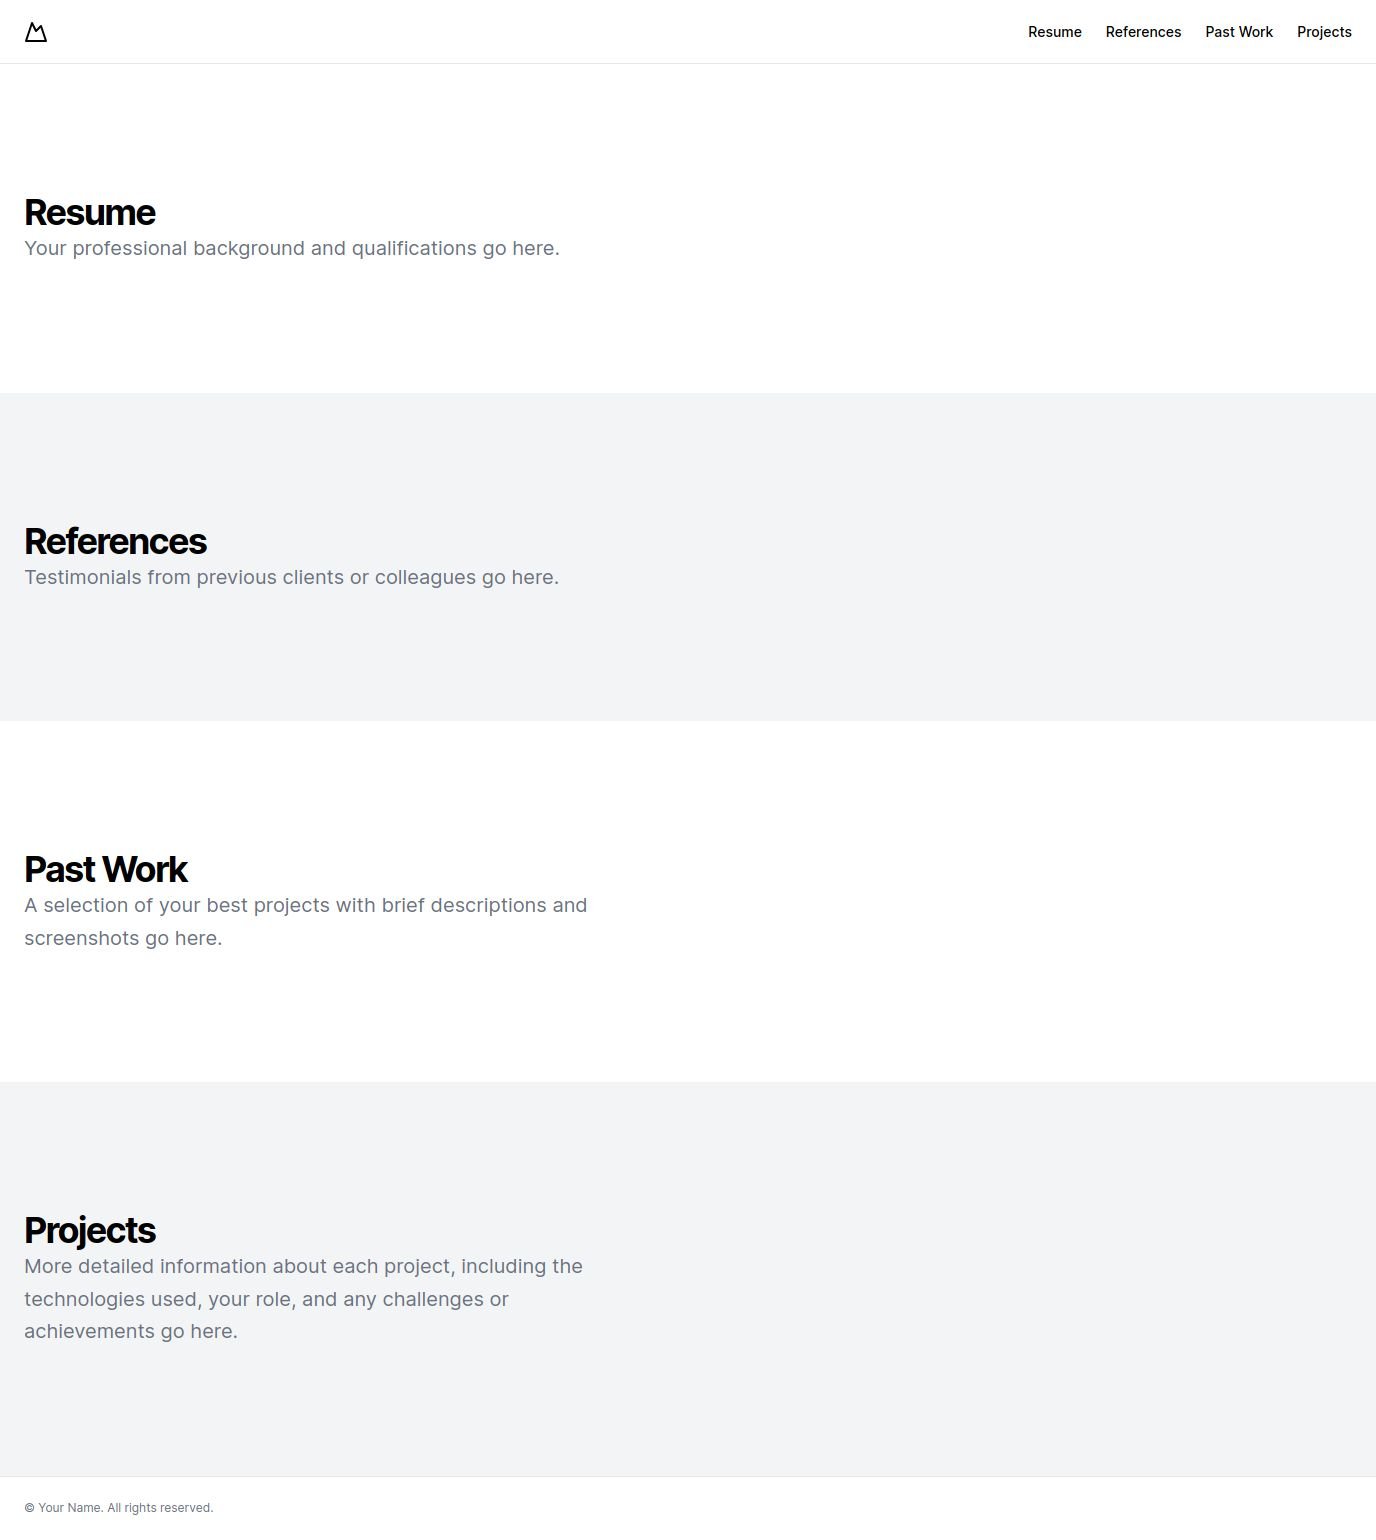 Resume
References
Past Work
Projects
Resume
Your professional background and qualifications go here.
References
Testimonials from previous clients or colleagues go here.
Past Work
A selection of your best projects with brief descriptions and
screenshots go here.
Projects
More detailed information about each project, including the
technologies used, your role, and any challenges or
achievements go here.
© Your Name. All rights reserved.